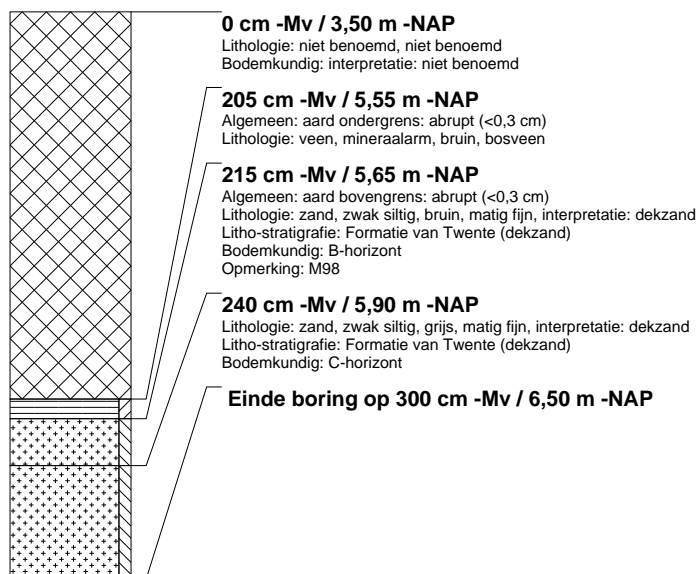 0 cm -Mv / 3,50 m -NAP
Lithologie: niet benoemd, niet benoemd
Bodemkundig: interpretatie: niet benoemd
205 cm -Mv / 5,55 m -NAP
Algemeen: aard ondergrens: abrupt (<0,3 cm)
Lithologie: veen, mineraalarm, bruin, bosveen
215 cm -Mv / 5,65 m -NAP
Algemeen: aard bovengrens: abrupt (<0,3 cm)
Lithologie: zand, zwak siltig, bruin, matig fijn, interpretatie: dekzand
Litho-stratigrafie: Formatie van Twente (dekzand)
Bodemkundig: B-horizont
Opmerking: M98
240 cm -Mv / 5,90 m -NAP
Lithologie: zand, zwak siltig, grijs, matig fijn, interpretatie: dekzand
Litho-stratigrafie: Formatie van Twente (dekzand)
Bodemkundig: C-horizont
Einde boring op 300 cm -Mv / 6,50 m -NAP